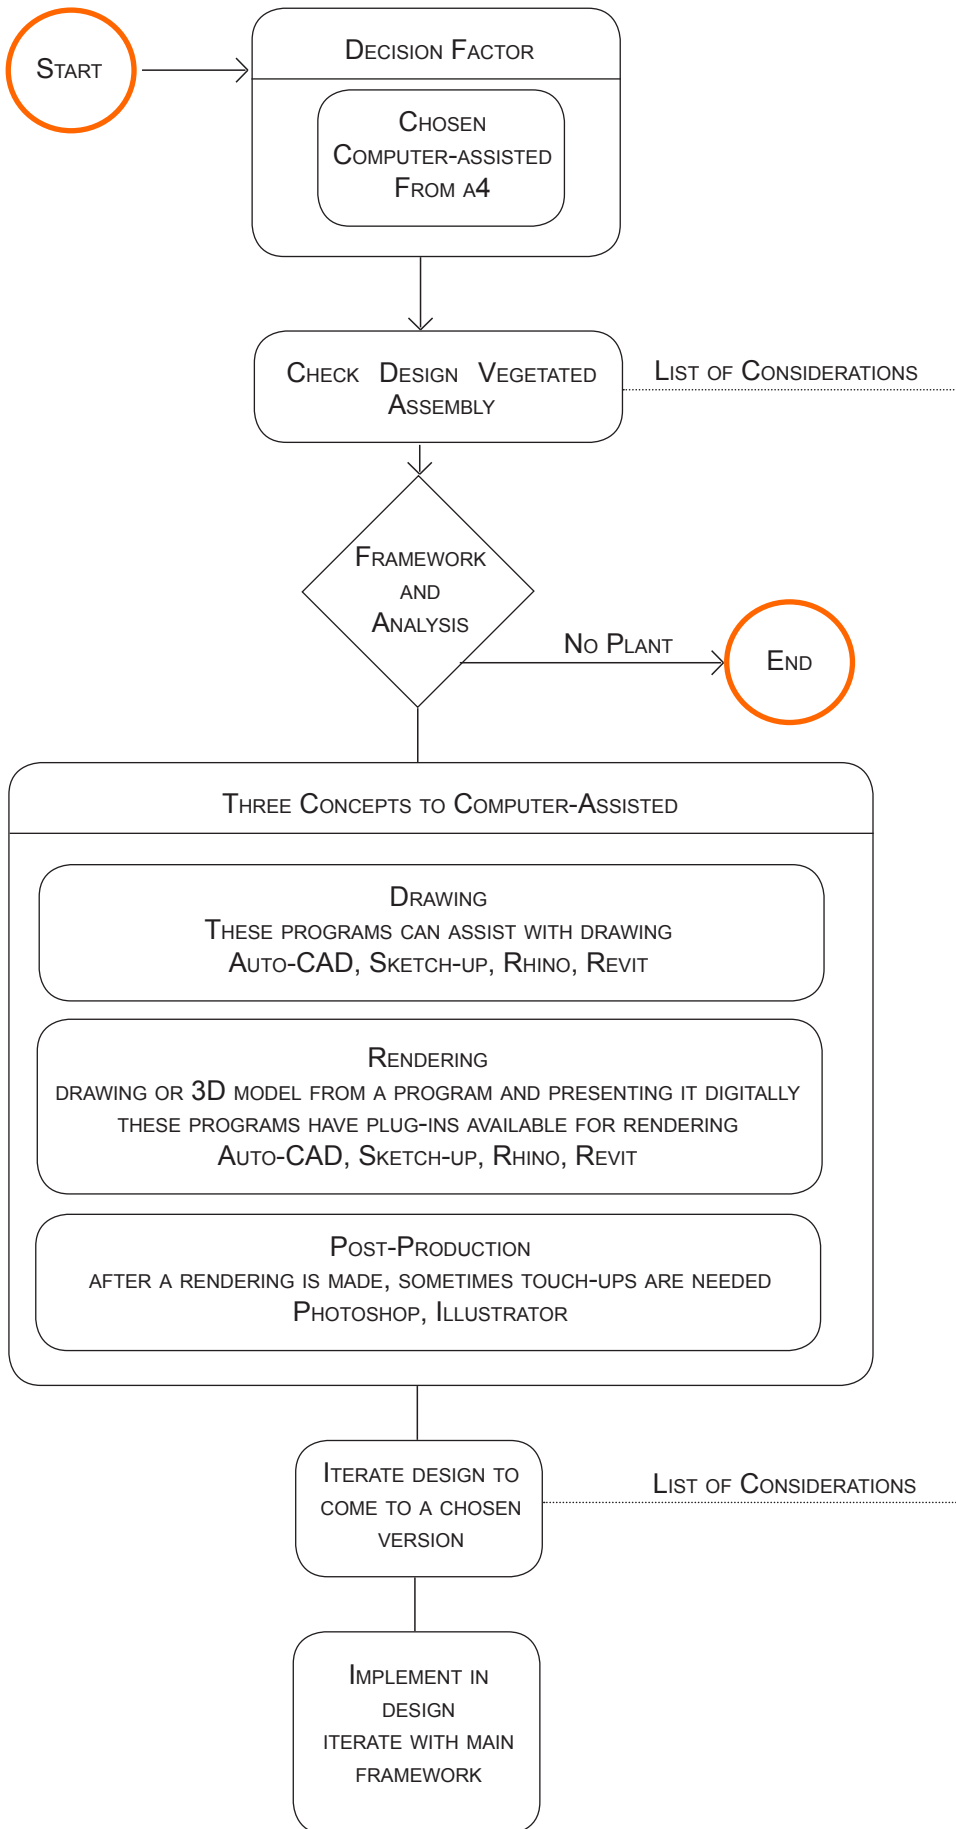 Start
Decision Factor
Chosen
Computer-assisted
From a4
Check Design Vegetated
Assembly
List of Considerations
Framework
and
Analysis
No Plant
End
Three Concepts to Computer-Assisted
Drawing
These programs can assist with drawing
Auto-CAD, Sketch-up, Rhino, Revit
Rendering
drawing or 3D model from a program and presenting it digitally
these programs have plug-ins available for rendering
Auto-CAD, Sketch-up, Rhino, Revit
Post-Production
after a rendering is made, sometimes touch-ups are needed
Photoshop, Illustrator
Iterate design to
come to a chosen
version
List of Considerations
Implement in
design
iterate with main
framework